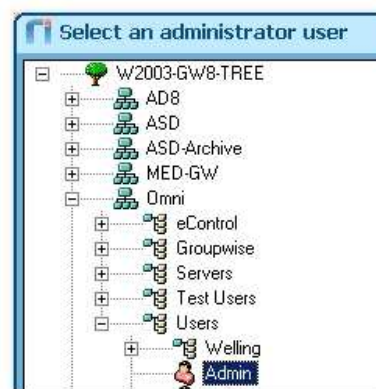 Select an administrator user
W2003-GW8-TREE
AD8
ASD
ASD-Archive
MED-GW
Omni
eControl
Groupwise
Servers
Test Users
Users
Welling
Admin